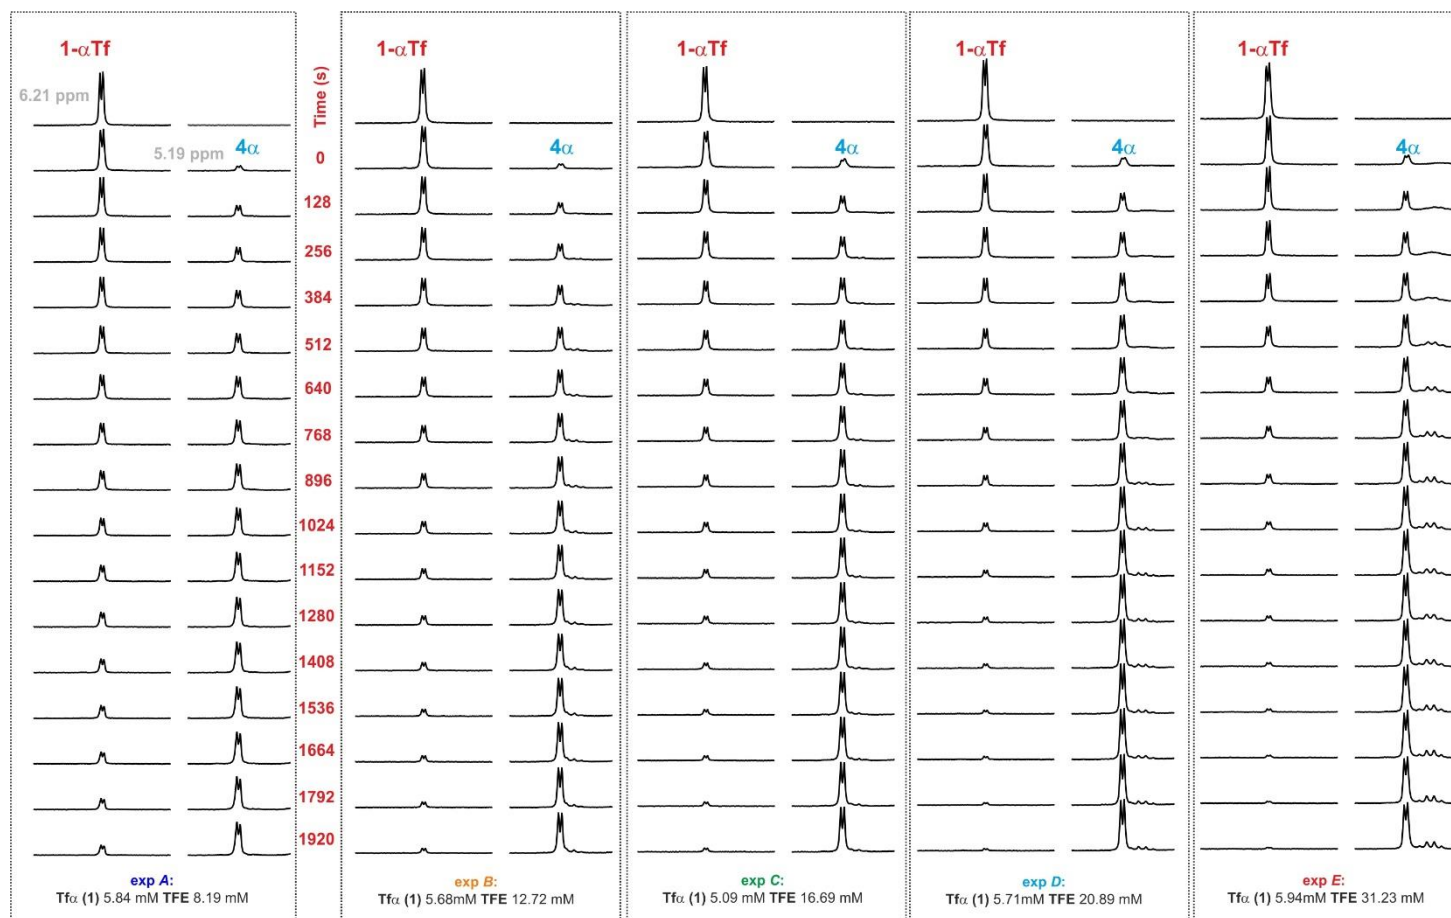 1-αTf
1-αTf
1-αTf
1-αTf
1-αTf
6.21 ppm
Time (s)
5.19 ppm
4α
4α
4α
4α
4α
0
128
256
384
512
640
768
896
1024
1152
1280
1408
1536
1664
1792
1920
exp A:
Tfα (1) 5.84 mM TFE 8.19 mM
exp B:
Tfα (1) 5.68mM TFE 12.72 mM
exp C:
Tfα (1) 5.09 mM TFE 16.69 mM
exp D:
Tfα (1) 5.71mM TFE 20.89 mM
exp E:
Tfα (1) 5.94mM TFE 31.23 mM